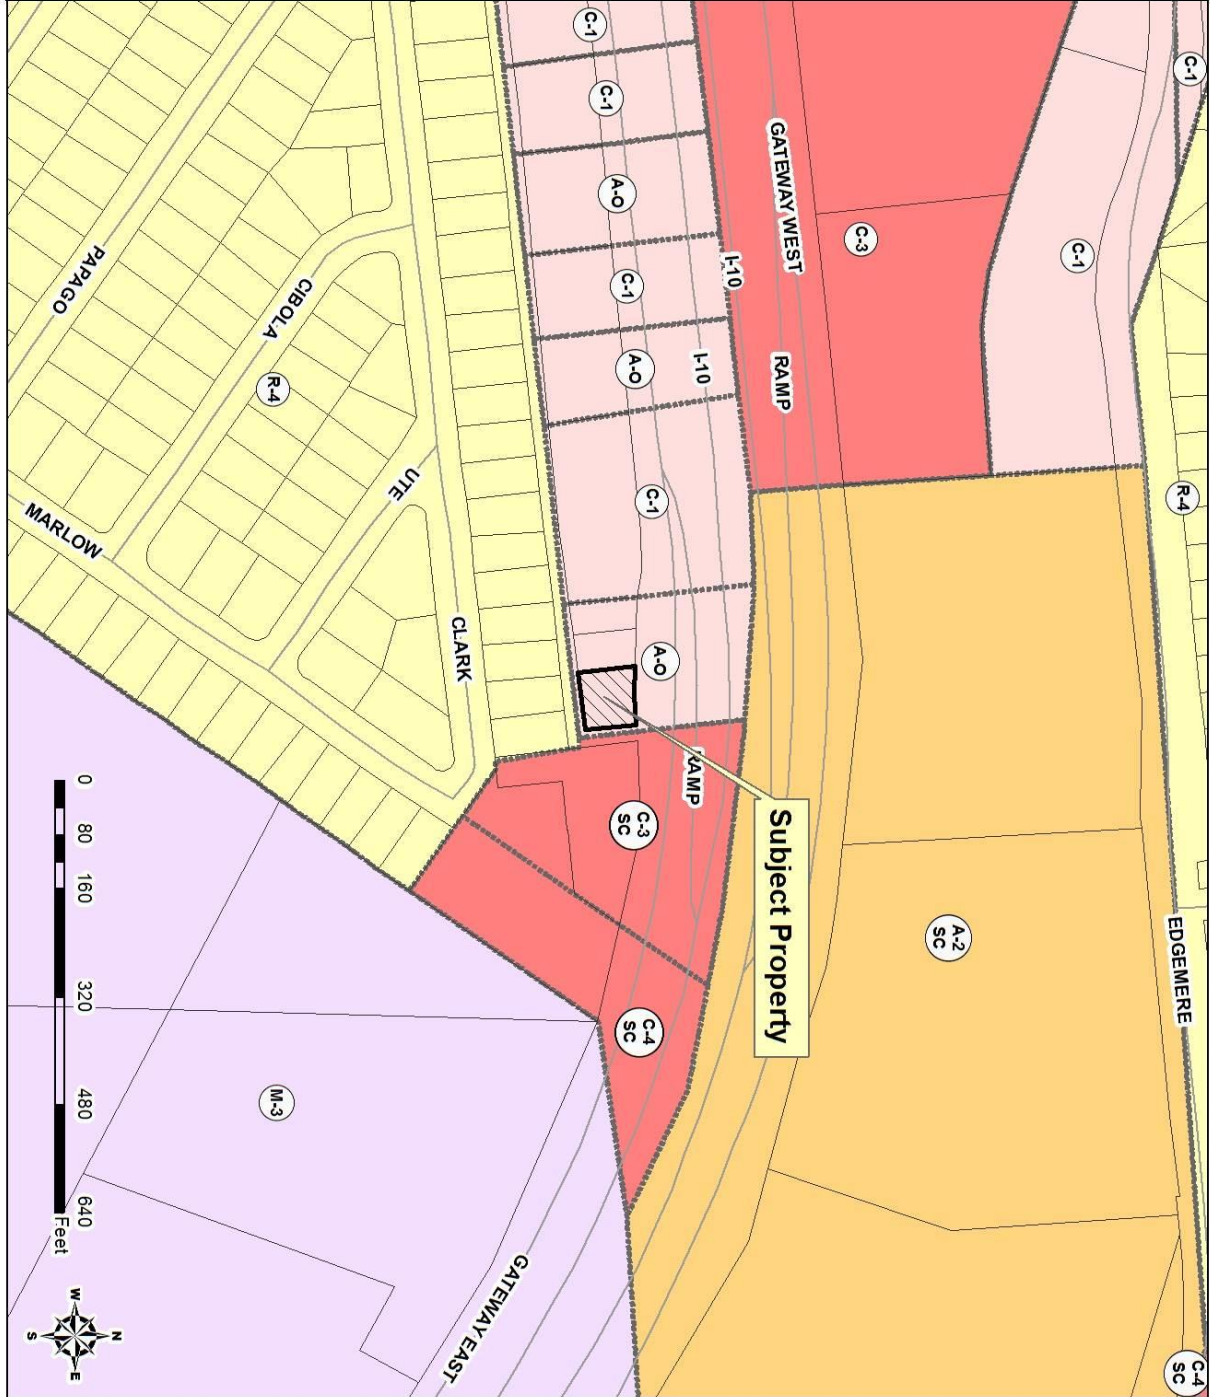 C-1
R-4
EDGEMERE
C-4
SC
C-1
A-2
SC
C-3
GATEWAY WEST
RAMP
Subject Property
I-10
I-10
RAMP
C-1
C-1
A-O
C-1
A-O
C-1
A-O
C-3
SC
C-4
SC
GATEWAY EAST
CLARK
UTE
CIBOLA
R-4
M-3
PAPAGO
MARLOW
0 80 160 320 480 640
Feet
N
W
E
S